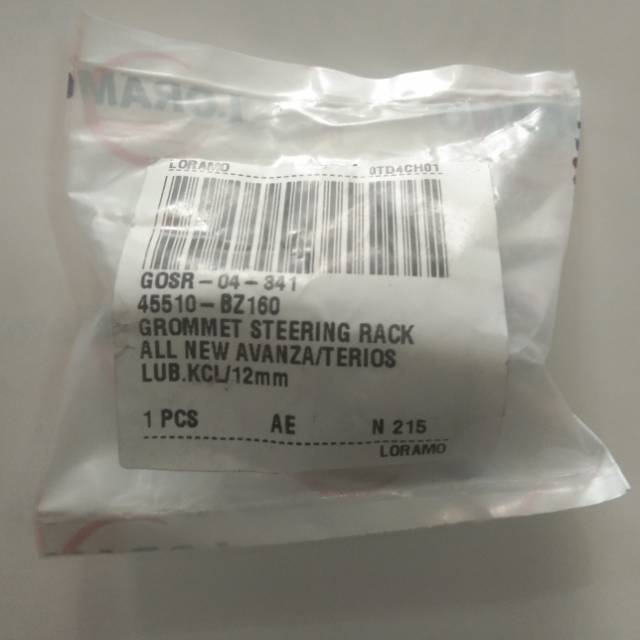 LORAMO
LORAMO 0TD4CH01
GOSR-04-341
45510-BZ160
GROMMET STEERING RACK
ALL NEW AVANZA/TERIOS
LUB.KCL/12mm
1 PCS AE N 215
LORAMO